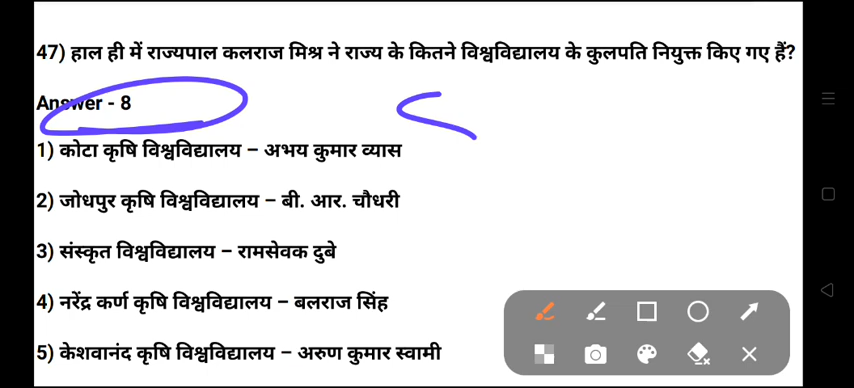 47) हाल ही में राज्यपाल कलराज मिश्र ने राज्य के कितने विश्वविद्यालय के कुलपति नियुक्त किए गए हैं?
Answer - 8
1) कोटा कृषि विश्वविद्यालय – अभय कुमार व्यास
2) जोधपुर कृषि विश्वविद्यालय – बी. आर. चौधरी
3) संस्कृत विश्वविद्यालय – रामसेवक दुबे
4) नरेंद्र कर्ण कृषि विश्वविद्यालय – बलराज सिंह
5) केशवानंद कृषि विश्वविद्यालय – अरुण कुमार स्वामी